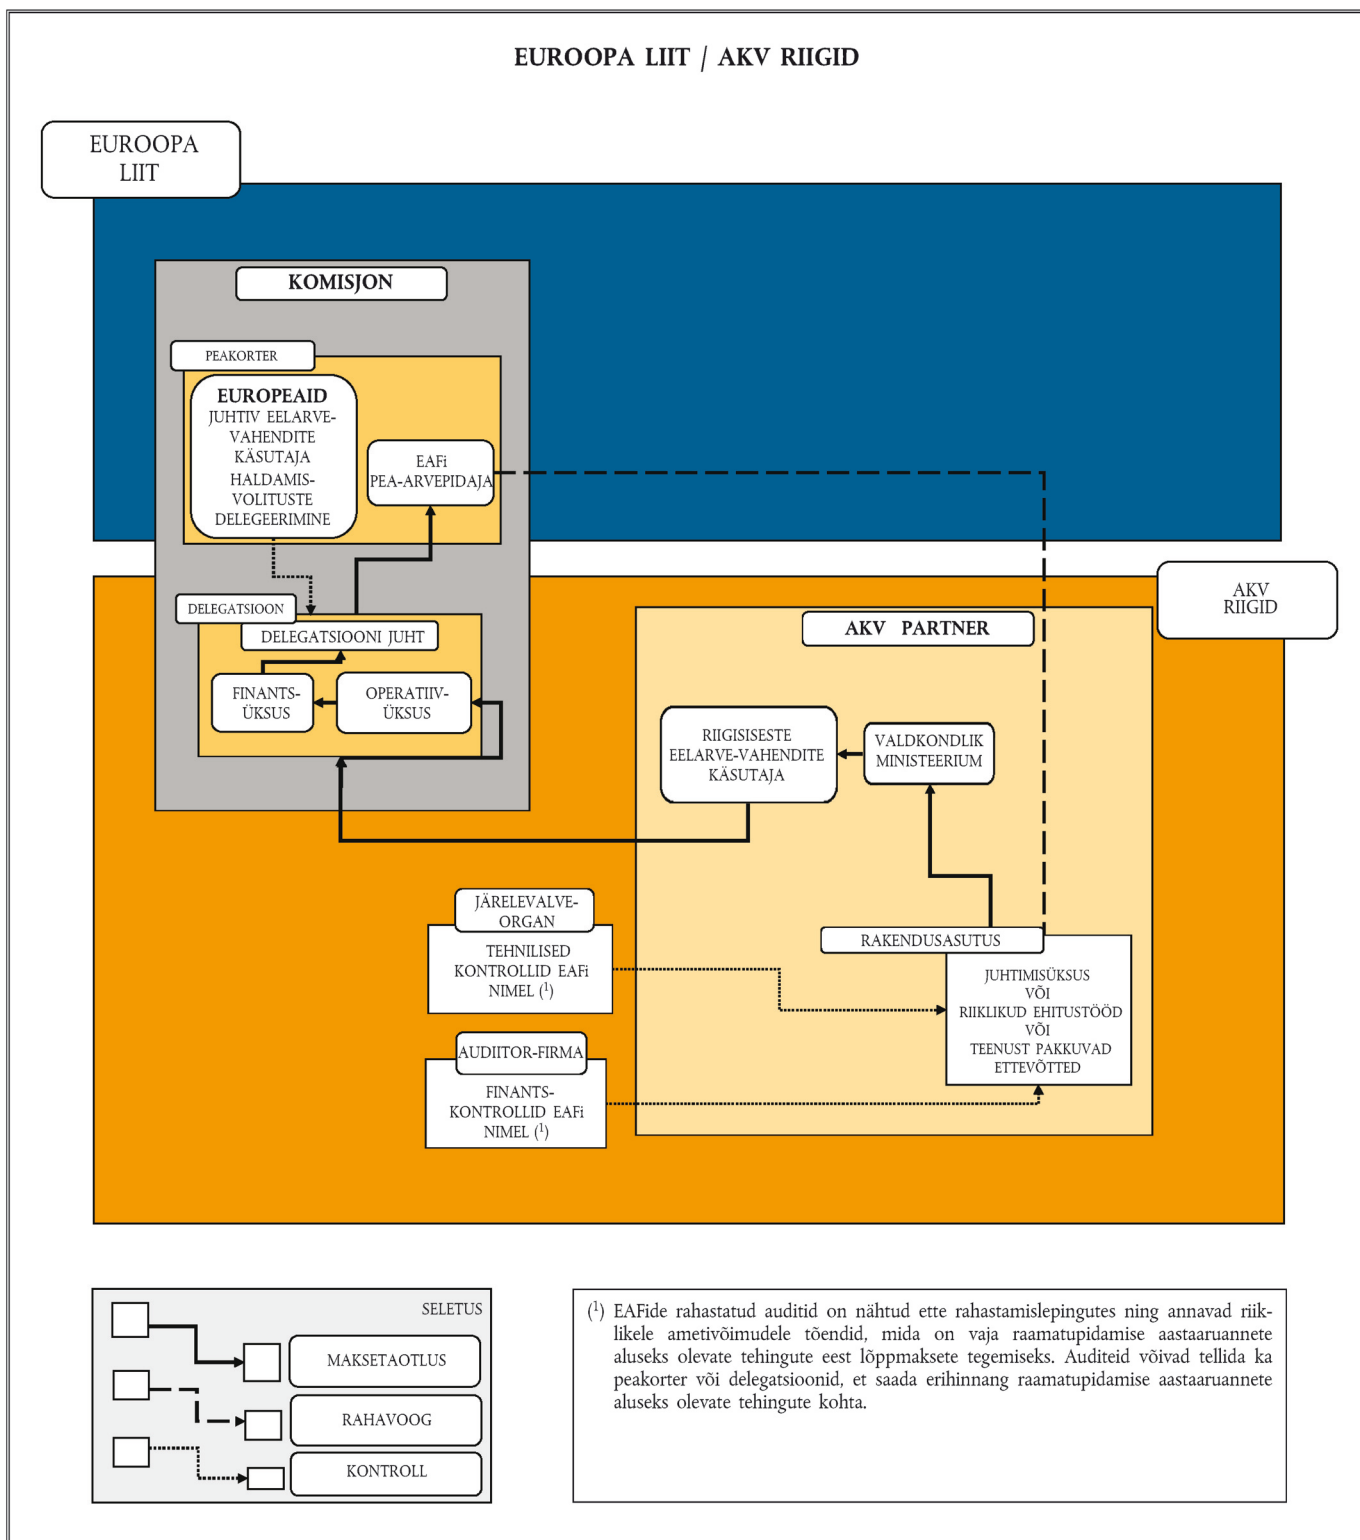 EUROOPA LIIT / AKV RIIGID
EUROOPA
LIIT
KOMISJON
PEAKORTER
EUROPEAID
JUHTIV EELARVE-
VAHENDITE
KÄSUTAJA
HALDAMIS-
VOLITUSTE
DELEGEERIMINE
EAFi
PEA-ARVEPIDAJA
AKV
RIIGID
DELEGATSIOON
DELEGATSIOONI JUHT
FINANTS-
ÜKSUS
OPERATIIV-
ÜKSUS
AKV PARTNER
RIIGISISESTE
EELARVE-VAHENDITE
KÄSUTAJA
VALDKONDLIK
MINISTEERIUM
JÄRELEVALVE-
ORGAN
TEHNILISED
KONTROLLID EAFi
NIMEL (¹)
RAKENDUSASUTUS
JUHTIMISÜKSUS
VÕI
RIIKLIKUD EHITUSTÖÖD
VÕI
TEENUST PAKKUVAD
ETTEVÕTTED
AUDIITOR-FIRMA
FINANTS-
KONTROLLID EAFi
NIMEL (¹)
SELETUS
MAKSETAOTLUS
RAHAVOOG
KONTROLL
(¹) EAFide rahastatud auditid on nähtud ette rahastamislepingutes ning annavad riik-
likele ametivõimudele tõendid, mida on vaja raamatupidamise aastaaruannete
aluseks olevate tehingute eest lõppmaksete tegemiseks. Auditeid võivad tellida ka
peakorter või delegatsioonid, et saada erihinnang raamatupidamise aastaaruannete
aluseks olevate tehingute kohta.